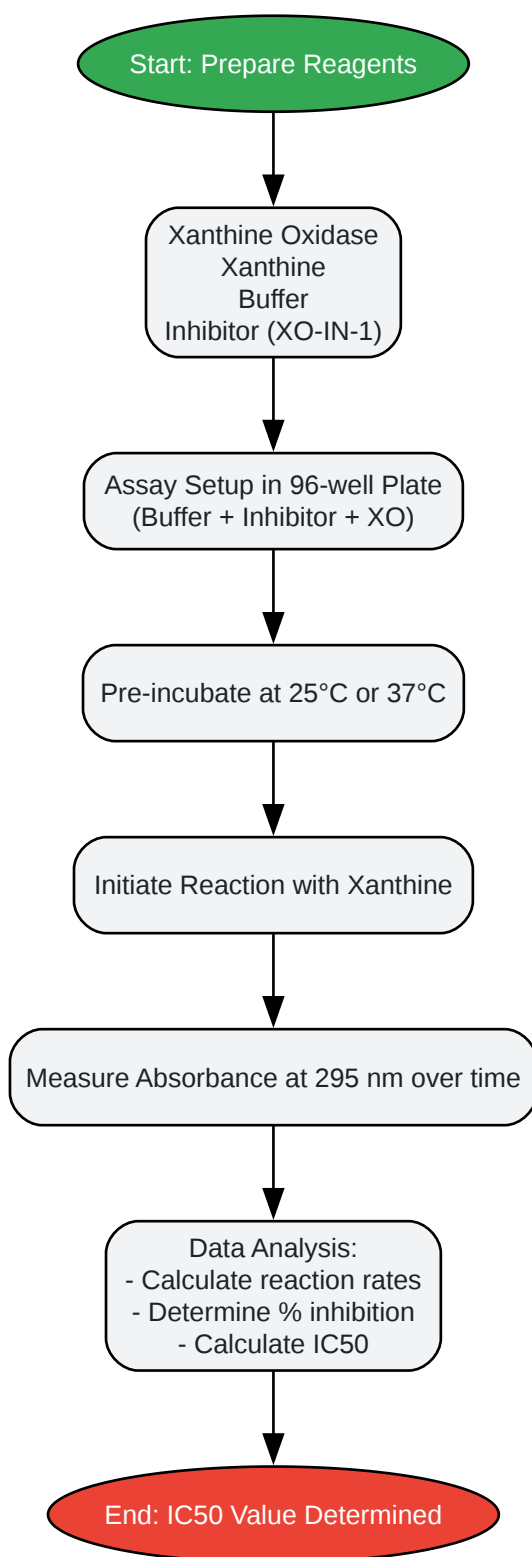 Start: Prepare Reagents
Xanthine Oxidase
Xanthine
Buffer
Inhibitor (XO-IN-1)
Assay Setup in 96-well Plate
(Buffer + Inhibitor + XO)
Pre-incubate at 25°C or 37°C
Initiate Reaction with Xanthine
Measure Absorbance at 295 nm over time
Data Analysis:
- Calculate reaction rates
- Determine % inhibition
- Calculate IC50
End: IC50 Value Determined